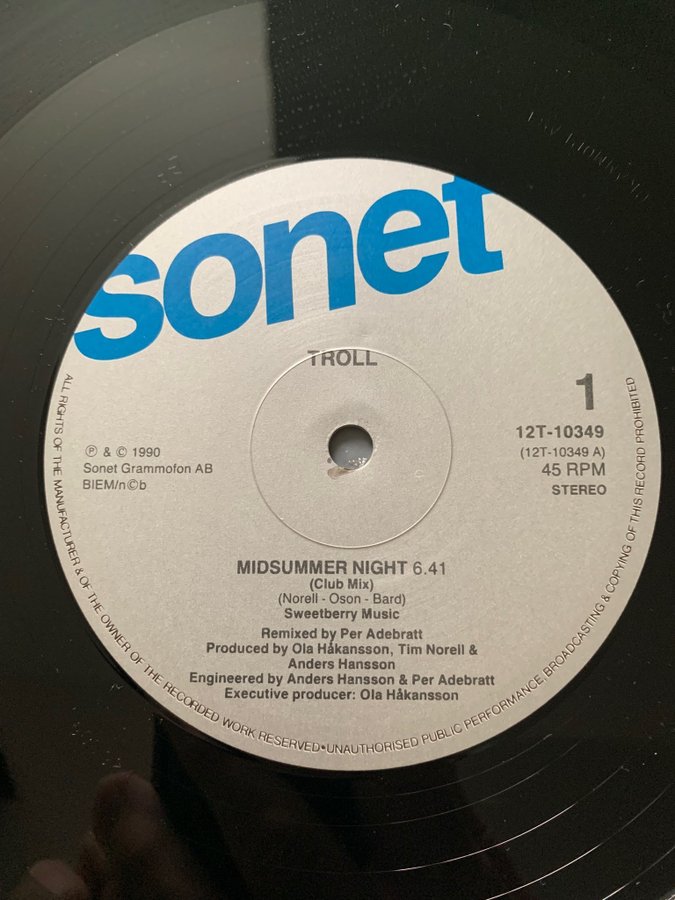 sonet
TROLL
1
12T-10349
(12T-10349 A)
45 RPM
STEREO
℗ & © 1990
Sonet Grammofon AB
BIEM/n©b
MIDSUMMER NIGHT 6.41
(Club Mix)
(Norell - Oson - Bard)
Sweetberry Music
Remixed by Per Adebratt
Produced by Ola Håkansson, Tim Norell &
Anders Hansson
Engineered by Anders Hansson & Per Adebratt
Executive producer: Ola Håkansson
ALL RIGHTS OF THE MANUFACTURER & OF THE OWNER OF THE RECORDED WORK RESERVED•UNAUTHORISED PUBLIC PERFORMANCE, BROADCASTING & COPYING OF THIS RECORD PROHIBITED